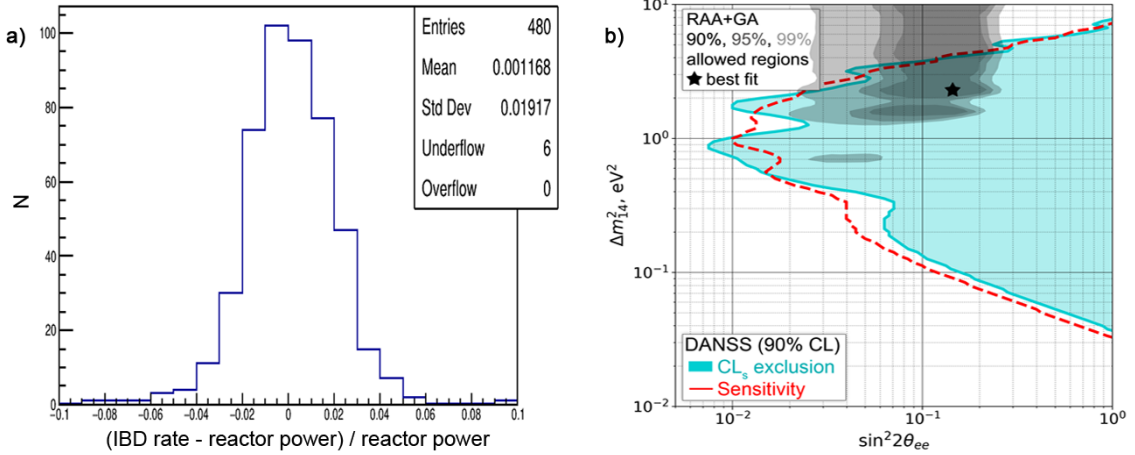 a)
Entries 480
Mean 0.001168
Std Dev 0.01917
Underflow 6
Overflow 0
100
80
60
40
20
0
N
−0.1 −0.08 −0.06 −0.04 −0.02 0 0.02 0.04 0.06 0.08 0.1
(IBD rate - reactor power) / reactor power
b)
RAA+GA
90%, 95%, 99%
allowed regions
★ best fit
10¹
10⁰
10⁻¹
10⁻²
Δm²₁₄, eV²
DANSS (90% CL)
CLₛ exclusion
Sensitivity
10⁻² 10⁻¹ 10⁰
sin²2θₑₑ